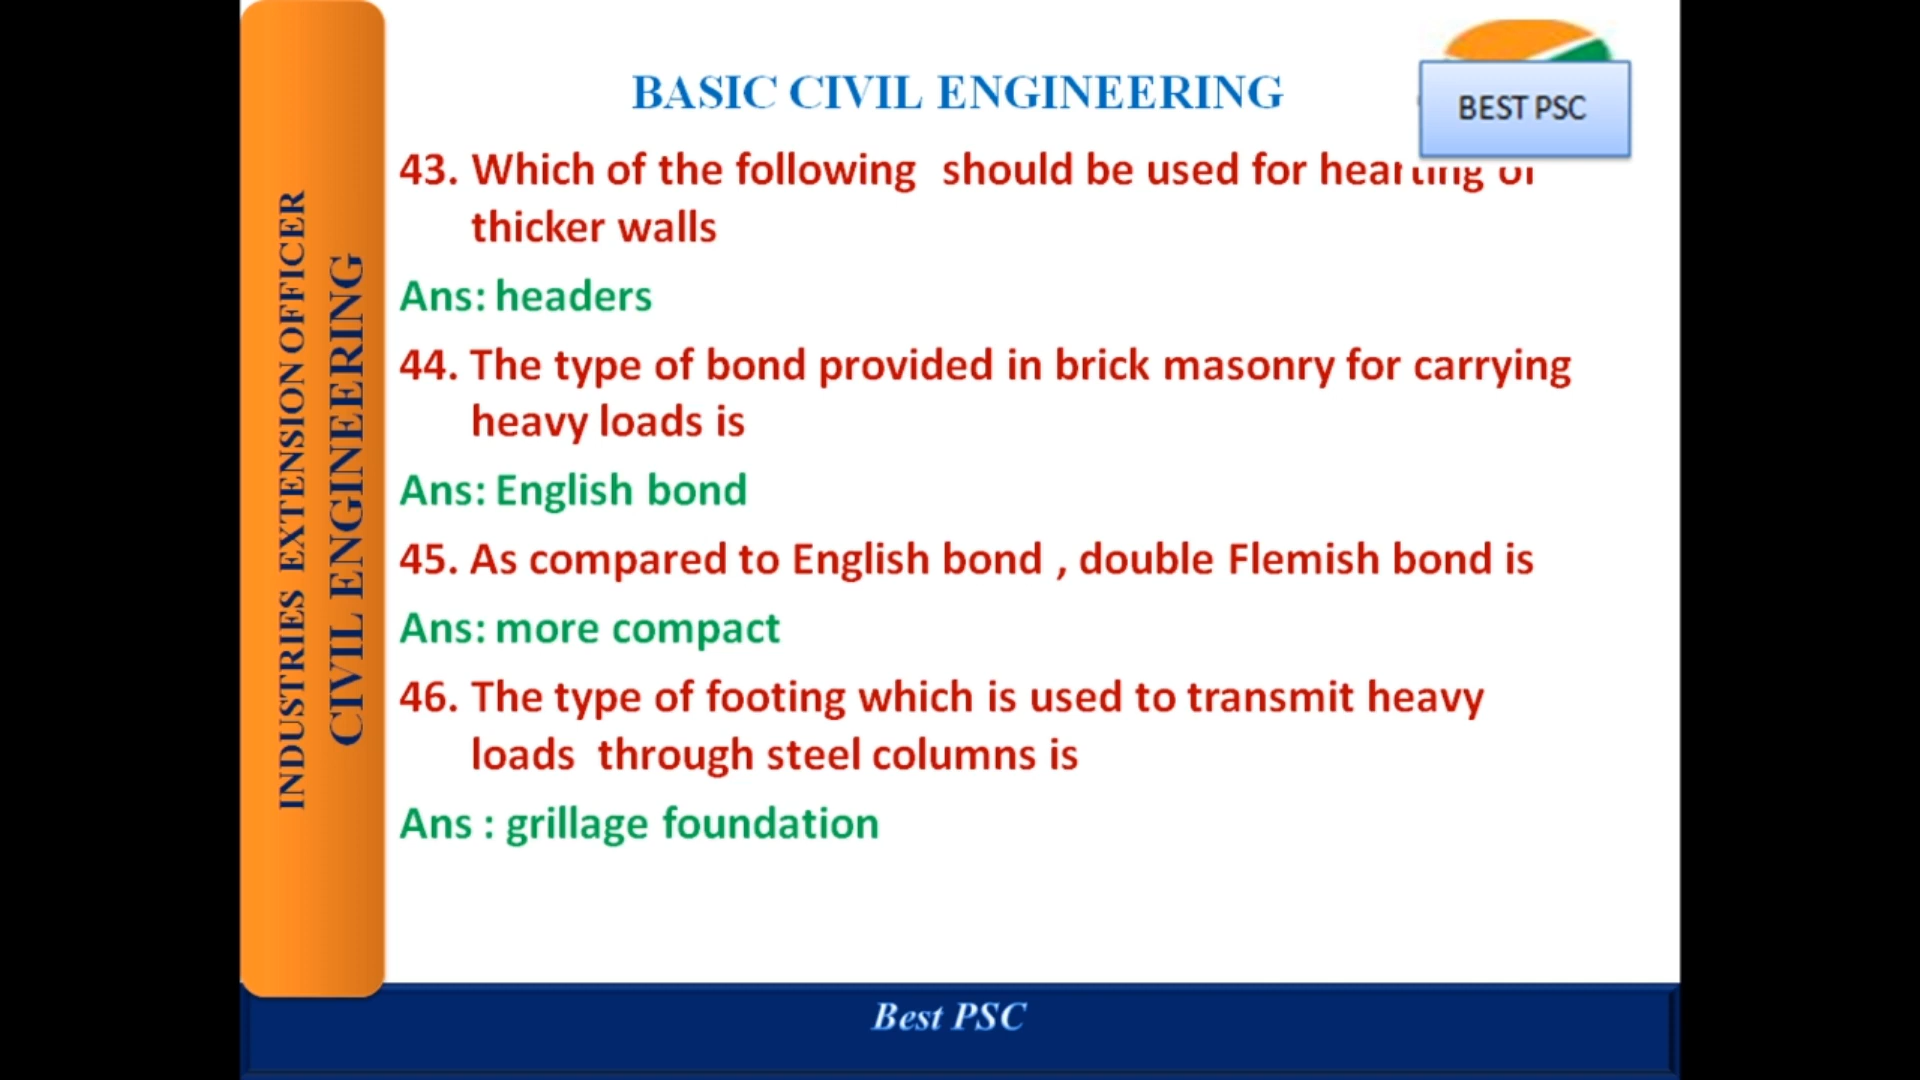 INDUSTRIES EXTENSION OFFICER
CIVIL ENGINEERING
BASIC CIVIL ENGINEERING
BEST PSC
43. Which of the following should be used for hearting of
thicker walls
Ans: headers
44. The type of bond provided in brick masonry for carrying
heavy loads is
Ans: English bond
45. As compared to English bond , double Flemish bond is
Ans: more compact
46. The type of footing which is used to transmit heavy
loads through steel columns is
Ans : grillage foundation
Best PSC